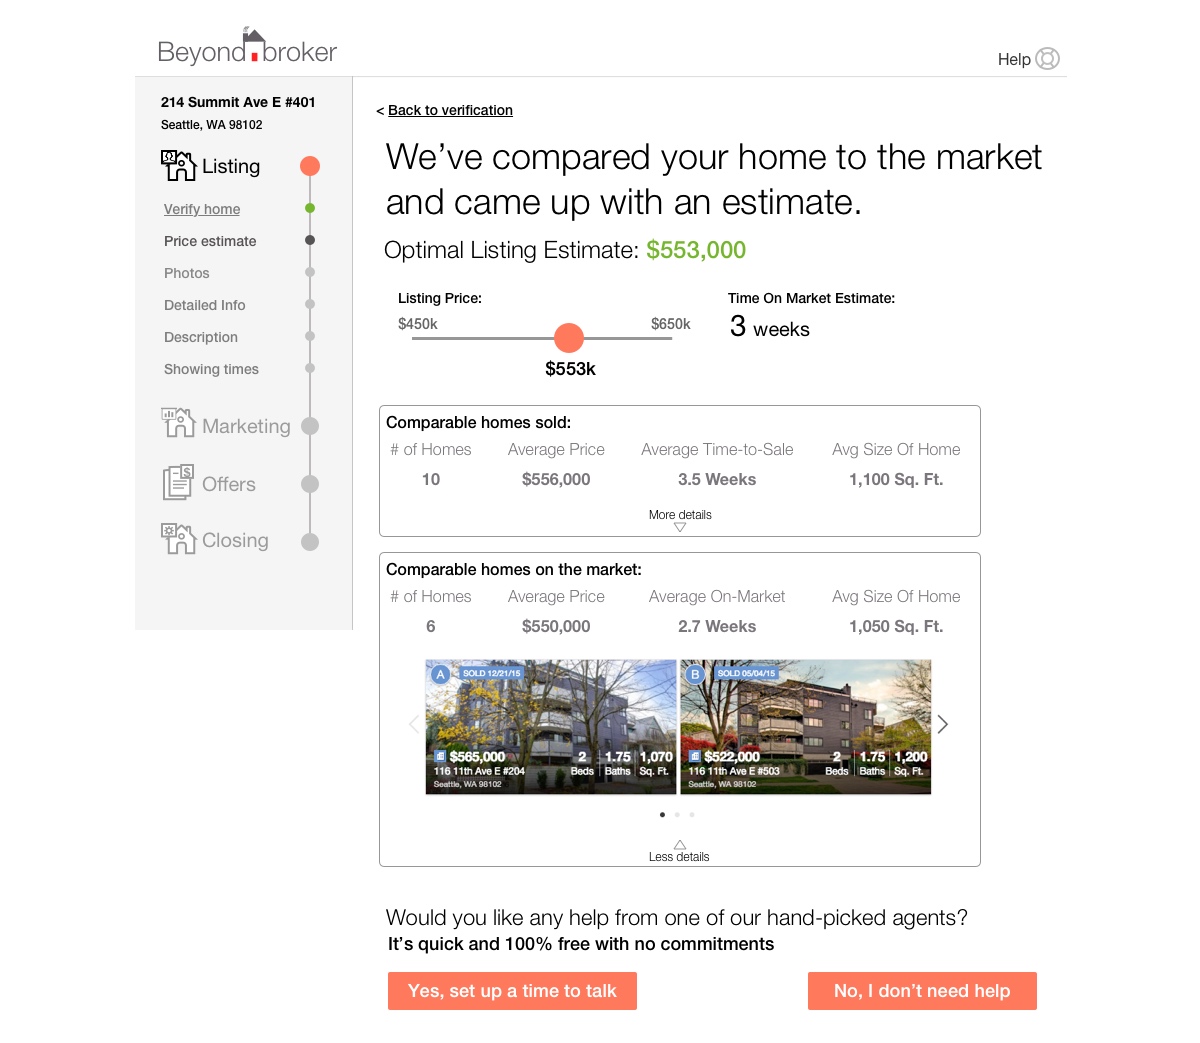 Beyond broker
Help
214 Summit Ave E #401
Seattle, WA 98102
Listing
Verify home
Price estimate
Photos
Detailed Info
Description
Showing times
Marketing
Offers
Closing
< Back to verification
We’ve compared your home to the market
and came up with an estimate.
Optimal Listing Estimate: $553,000
Listing Price:
$450k $650k
$553k
Time On Market Estimate:
3 weeks
Comparable homes sold:
# of Homes Average Price Average Time-to-Sale Avg Size Of Home
10 $556,000 3.5 Weeks 1,100 Sq. Ft.
More details
Comparable homes on the market:
# of Homes Average Price Average On-Market Avg Size Of Home
6 $550,000 2.7 Weeks 1,050 Sq. Ft.
A SOLD 12/21/15
$565,000 2 1.75 1,070
116 11th Ave E #204 Beds Baths Sq. Ft.
Seattle, WA 98102
B SOLD 05/04/15
$522,000 2 1.75 1,200
116 11th Ave E #503 Beds Baths Sq. Ft.
Seattle, WA 98102
Less details
Would you like any help from one of our hand-picked agents?
It’s quick and 100% free with no commitments
Yes, set up a time to talk
No, I don’t need help